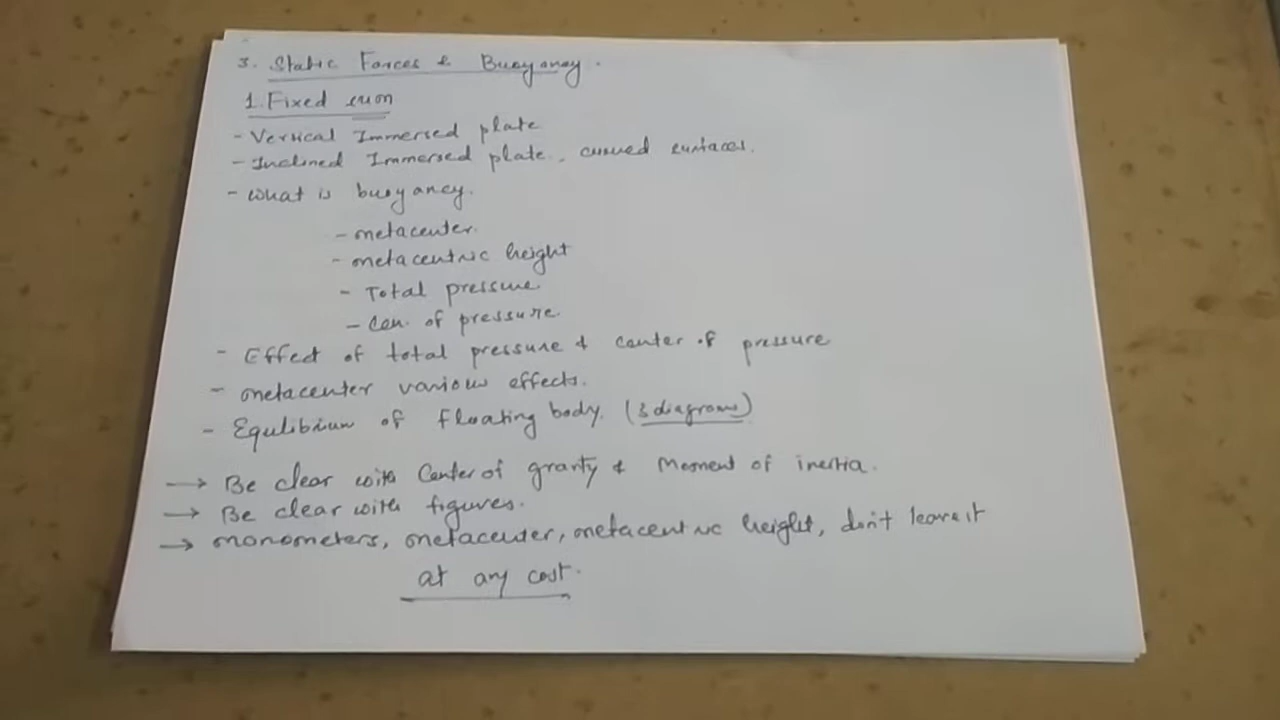 3. Static Forces & Buoyancy.
1. Fixed
- Vertical Immersed plate
- Inclined Immersed plate, curved surfaces.
- What is buoyancy.
- metacenter.
- metacentric height
- Total pressure
- Cen. of pressure.
- Effect of total pressure & center of pressure
- metacenter various effects.
- Equlibrium of Floating body. (3 diagrams)
→ Be clear with Center of granty & Moment of inertia.
→ Be clear with figures.
→ monometers, metacenter, metacentric height, don't leave it
at any cost.